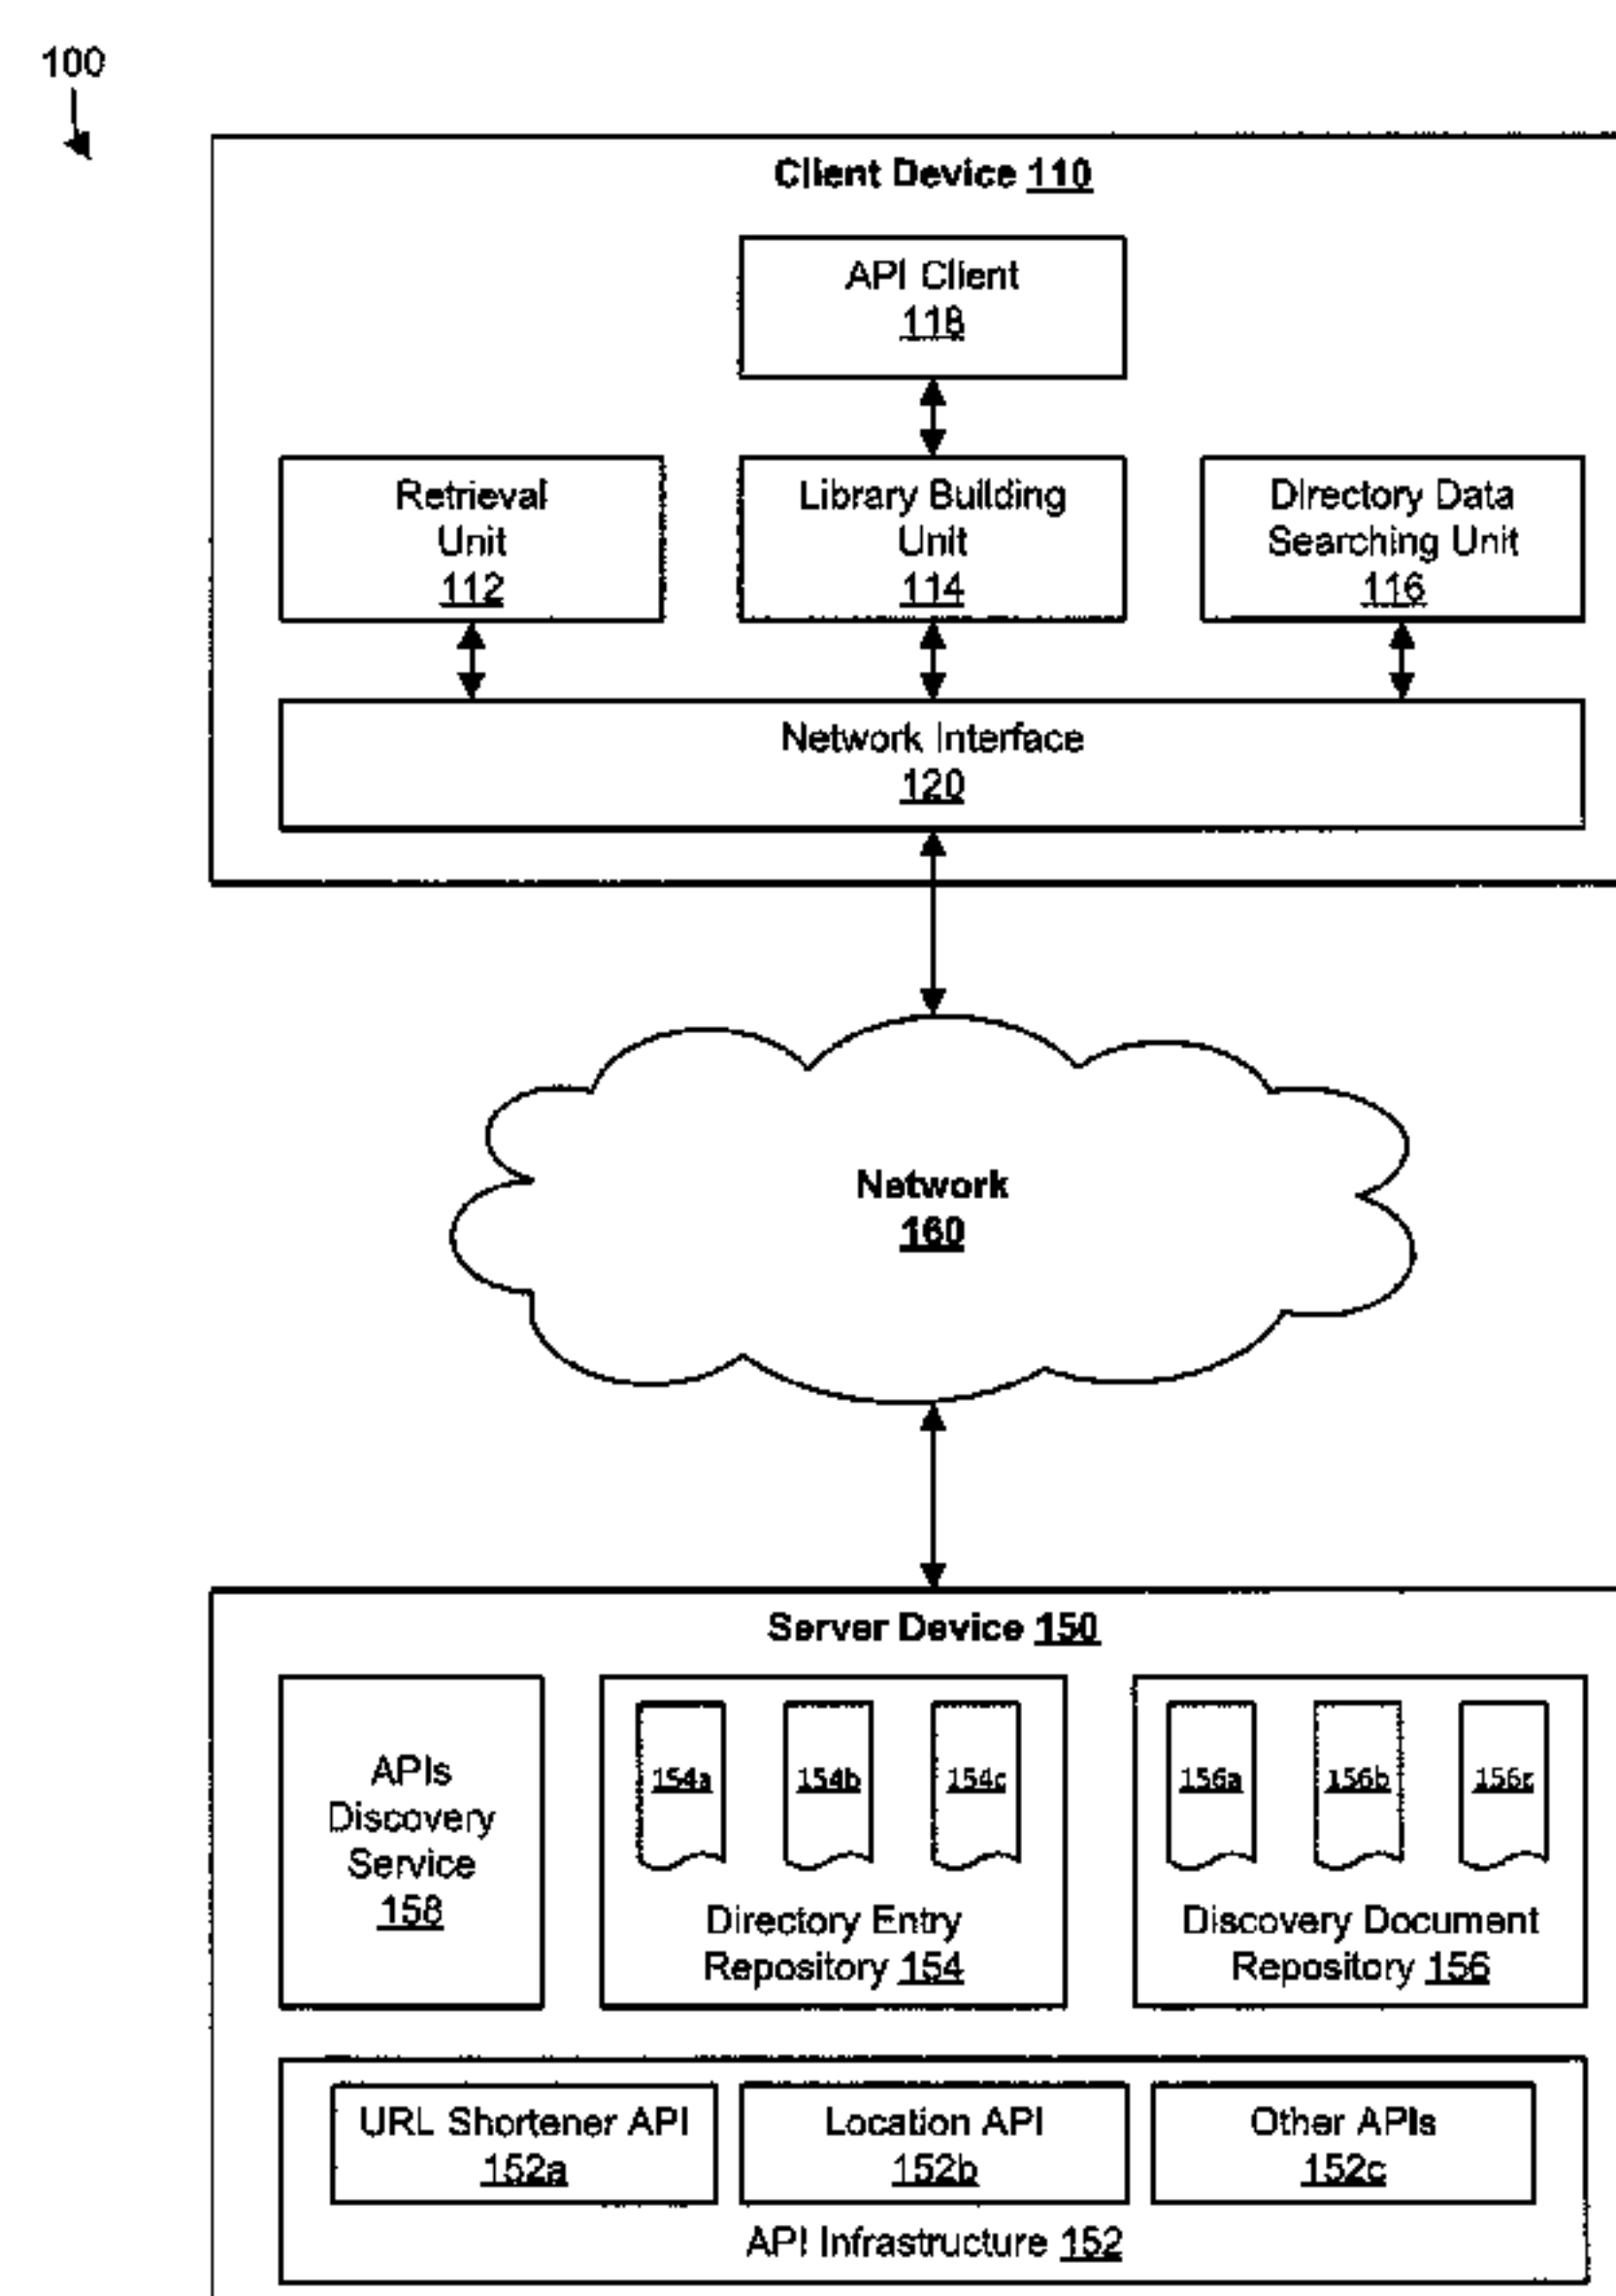 100
Client Device 110
API Client
118
Retrieval
Unit
112
Library Building
Unit
114
Directory Data
Searching Unit
116
Network Interface
120
Network
160
Server Device 150
APIs
Discovery
Service
158
154a
154b
154c
Directory Entry
Repository 154
156a
156b
156c
Discovery Document
Repository 156
URL Shortener API
152a
Location API
152b
Other APIs
152c
API Infrastructure 152